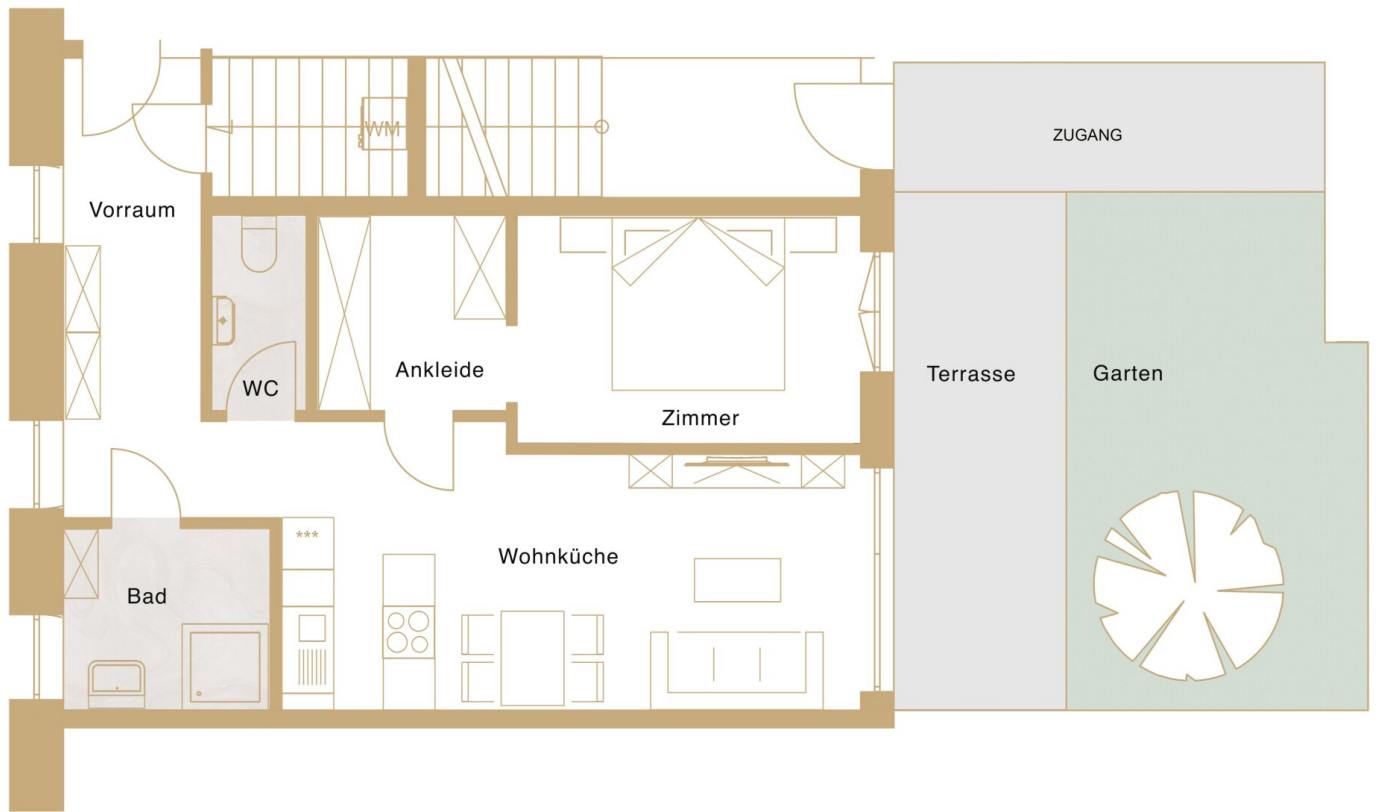 WM
ZUGANG
Vorraum
WC
Ankleide
Zimmer
Terrasse
Garten
***
Wohnküche
Bad